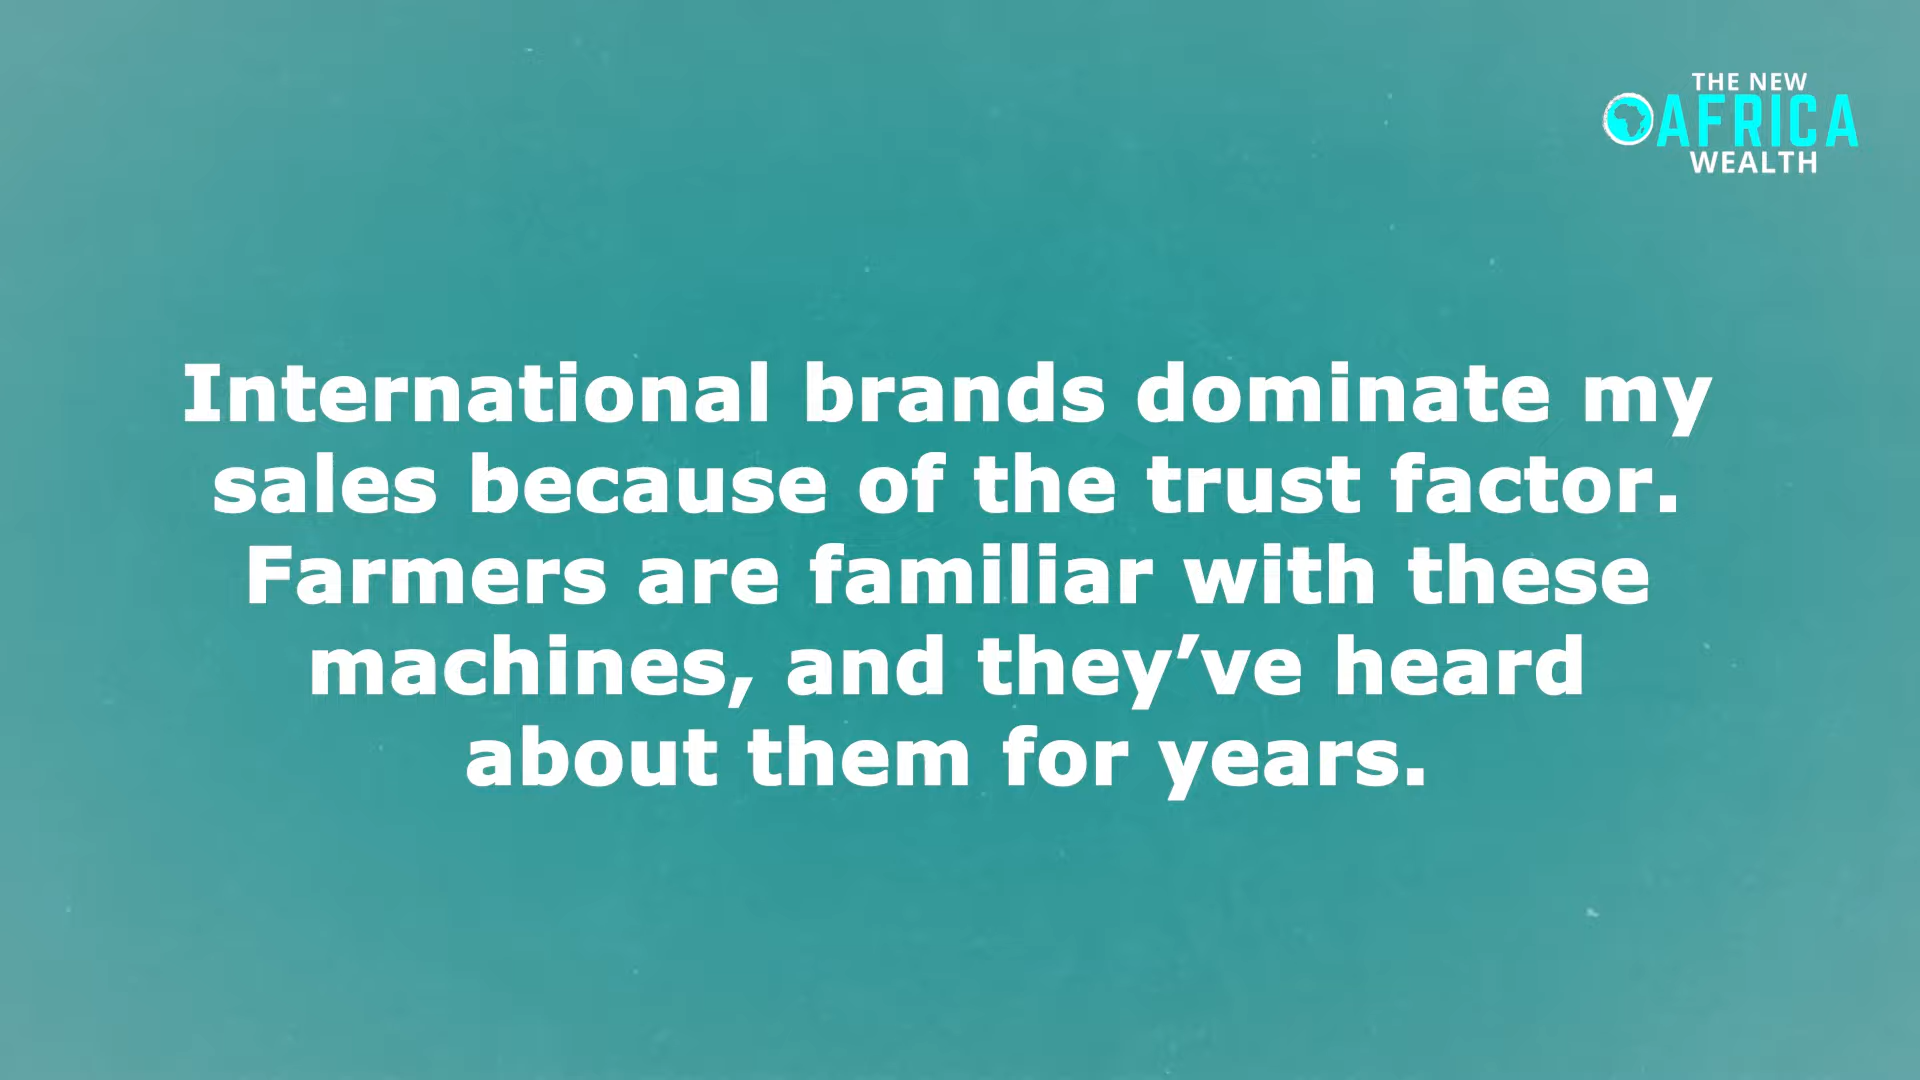 THE NEW
AFRICA
WEALTH
International brands dominate my
sales because of the trust factor.
Farmers are familiar with these
machines, and they’ve heard
about them for years.